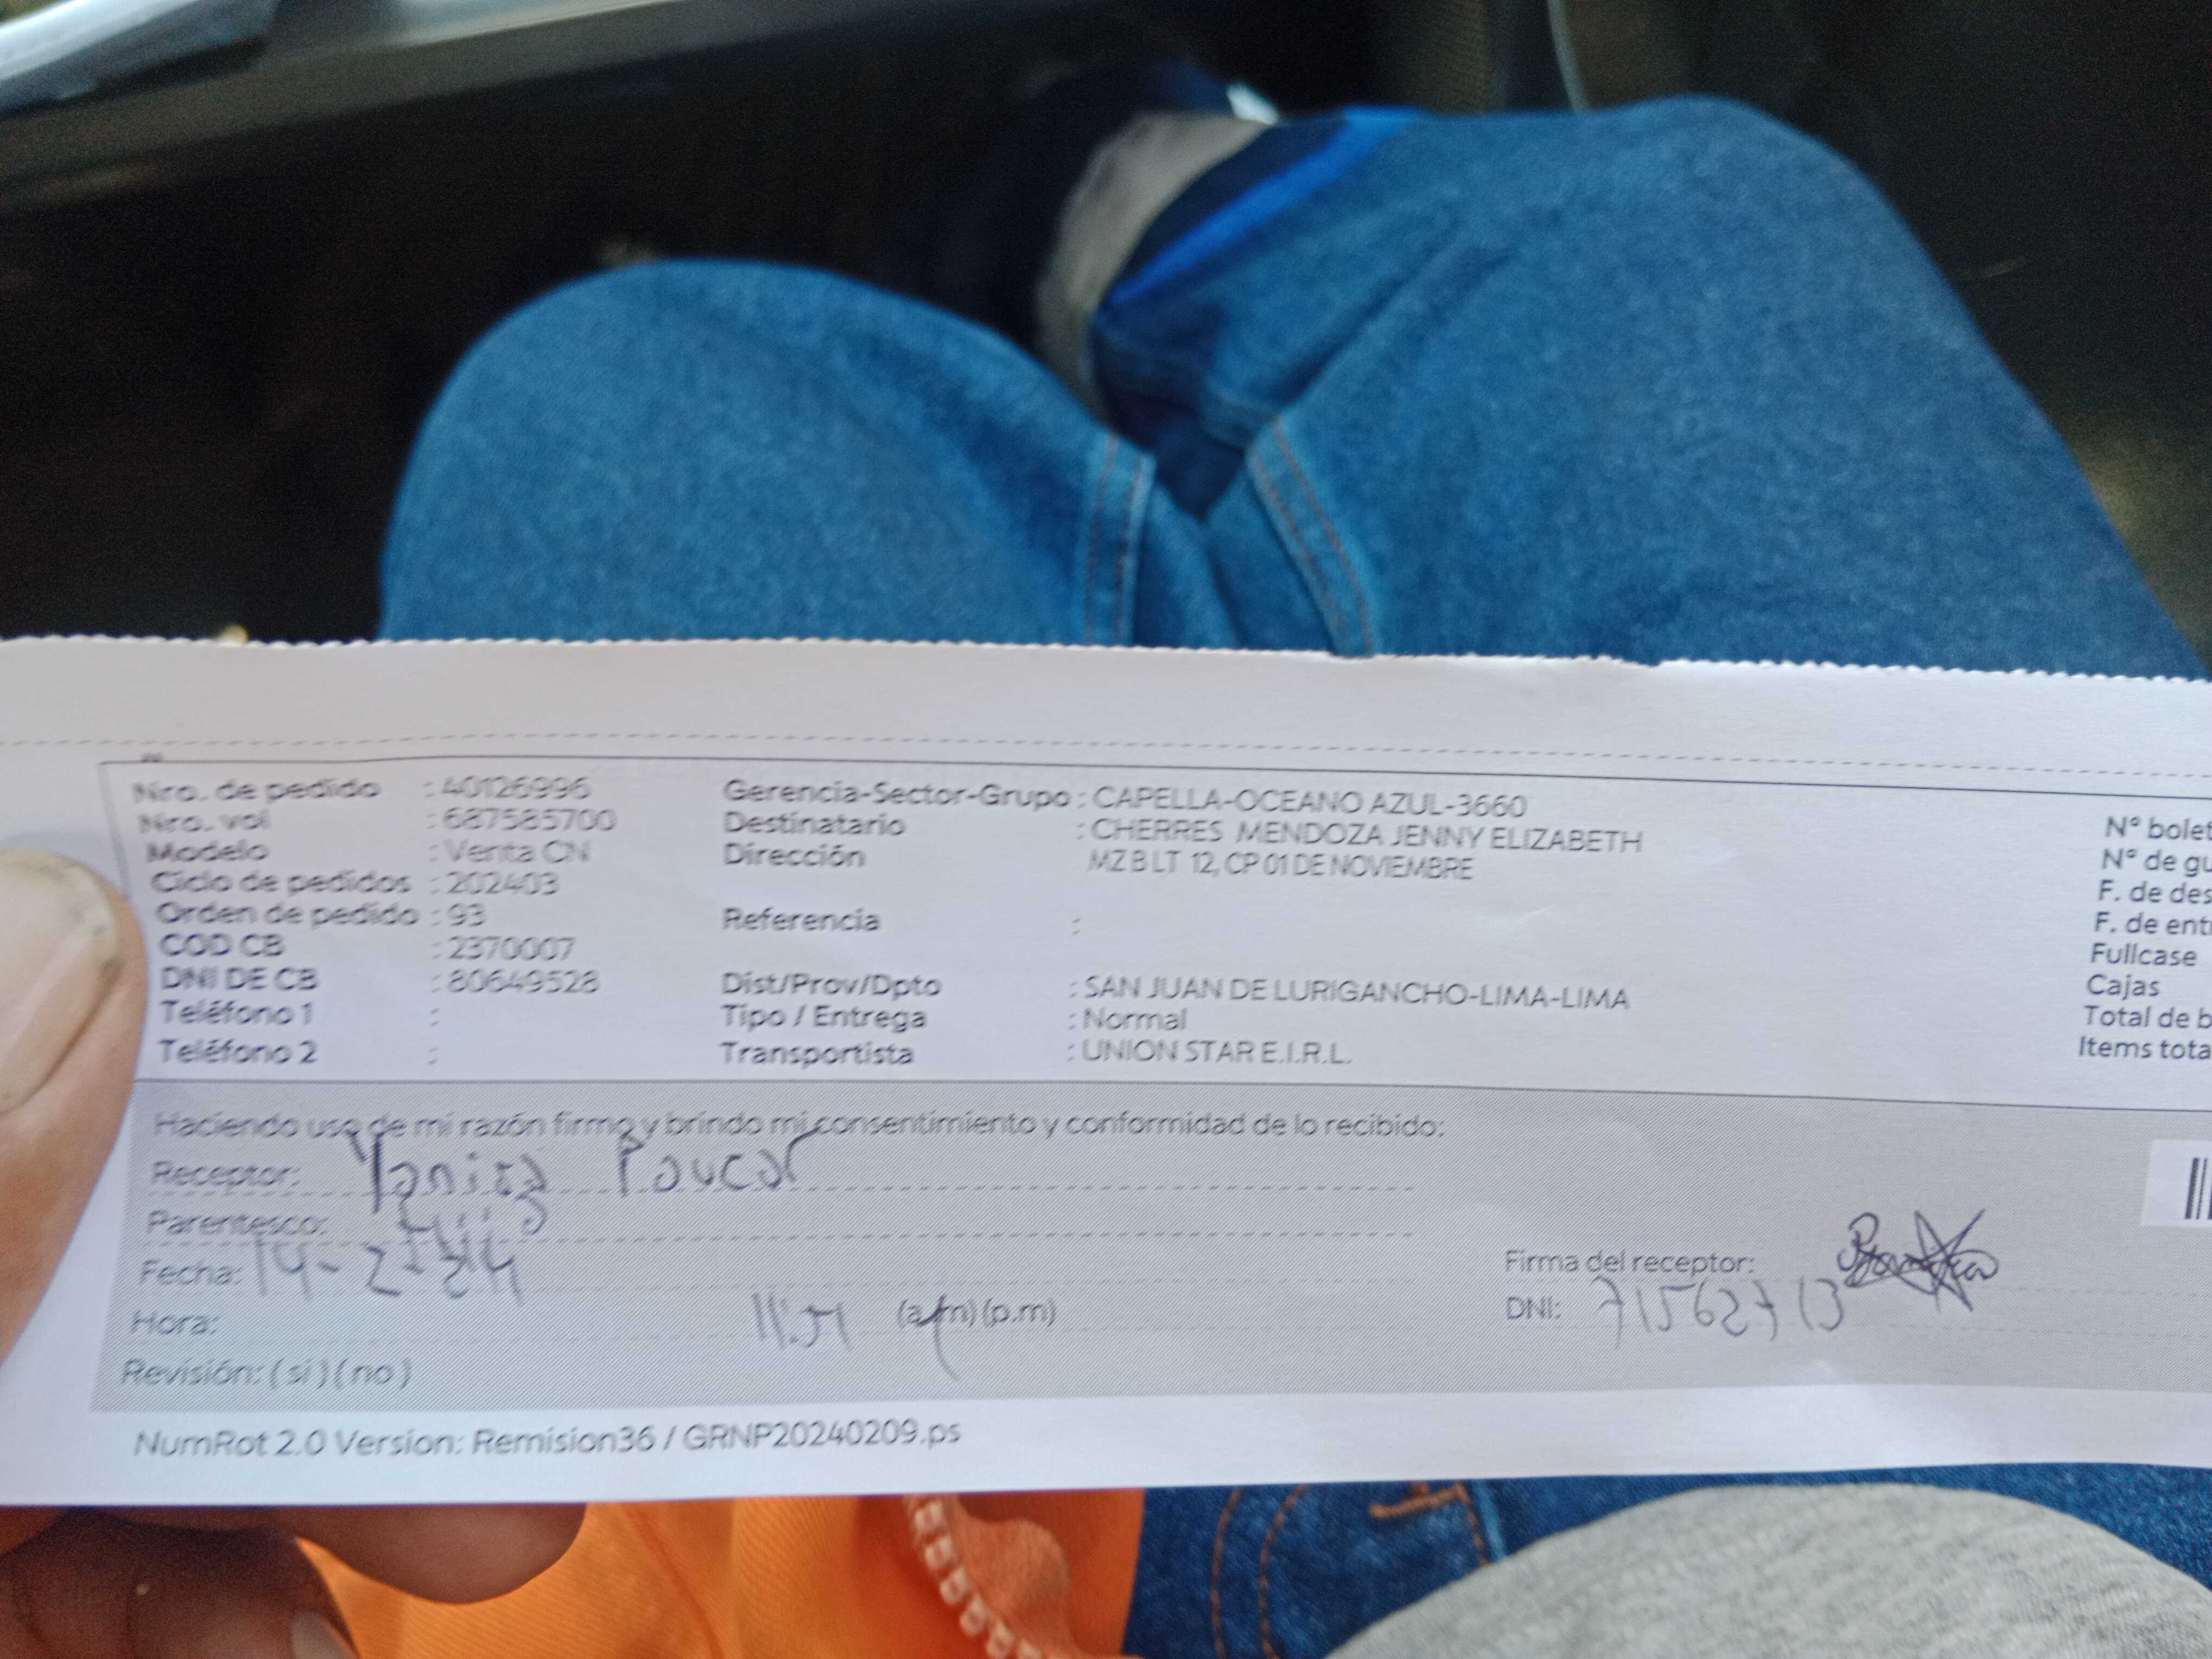 Nro. de pedido : 40126996
Nro. vol : 687585700
Modelo : Venta CN
Ciclo de pedidos : 202403
Orden de pedido : 93
COD CB : 2370007
DNI DE CB : 80649528
Teléfono 1 :
Teléfono 2 :
Gerencia-Sector-Grupo : CAPELLA-OCEANO AZUL-3660
Destinatario : CHERRES MENDOZA JENNY ELIZABETH
Dirección MZ B LT 12, CP 01 DE NOVIEMBRE
Referencia :
Dist/Prov/Dpto : SAN JUAN DE LURIGANCHO-LIMA-LIMA
Tipo / Entrega : Normal
Transportista : UNION STAR E.I.R.L.
N° bolet
N° de gu
F. de des
F. de entr
Fullcase
Cajas
Total de b
Items tota
Haciendo uso de mi razón firmo y brindo mi consentimiento y conformidad de lo recibido:
Receptor: Paucar
Parentesco:
Fecha: 14-2-
Hora: (a.m) (p.m)
Revisión: ( si ) ( no )
Firma del receptor:
DNI: 71562713
NumRot 2.0 Version: Remision36 / GRNP20240209.ps